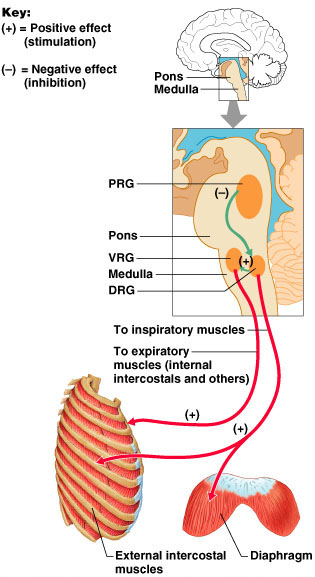 Key:
(+) = Positive effect
(stimulation)
(–) = Negative effect
(inhibition)
Pons
Medulla
PRG
(–)
Pons
VRG
(+)
Medulla
DRG
To inspiratory muscles
To expiratory
muscles (internal
intercostals and others)
(+)
(+)
External intercostal
muscles
Diaphragm